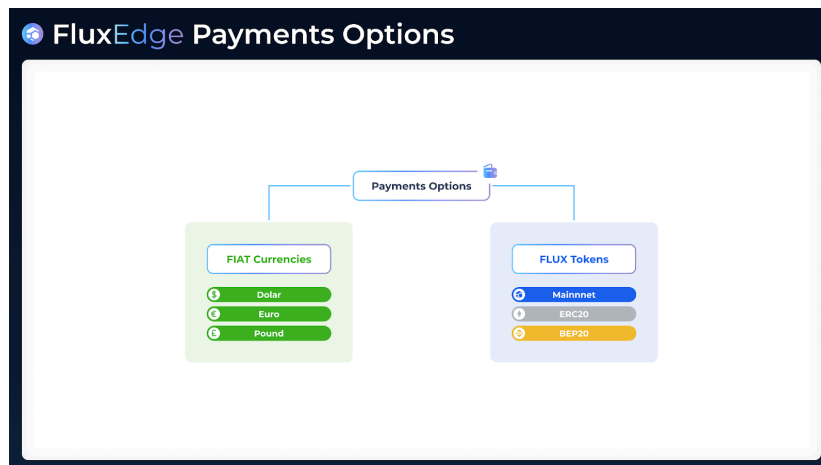 FluxEdge Payments Options
Payments Options
FIAT Currencies
$ Dolar
€ Euro
£ Pound
FLUX Tokens
Mainnnet
ERC20
BEP20